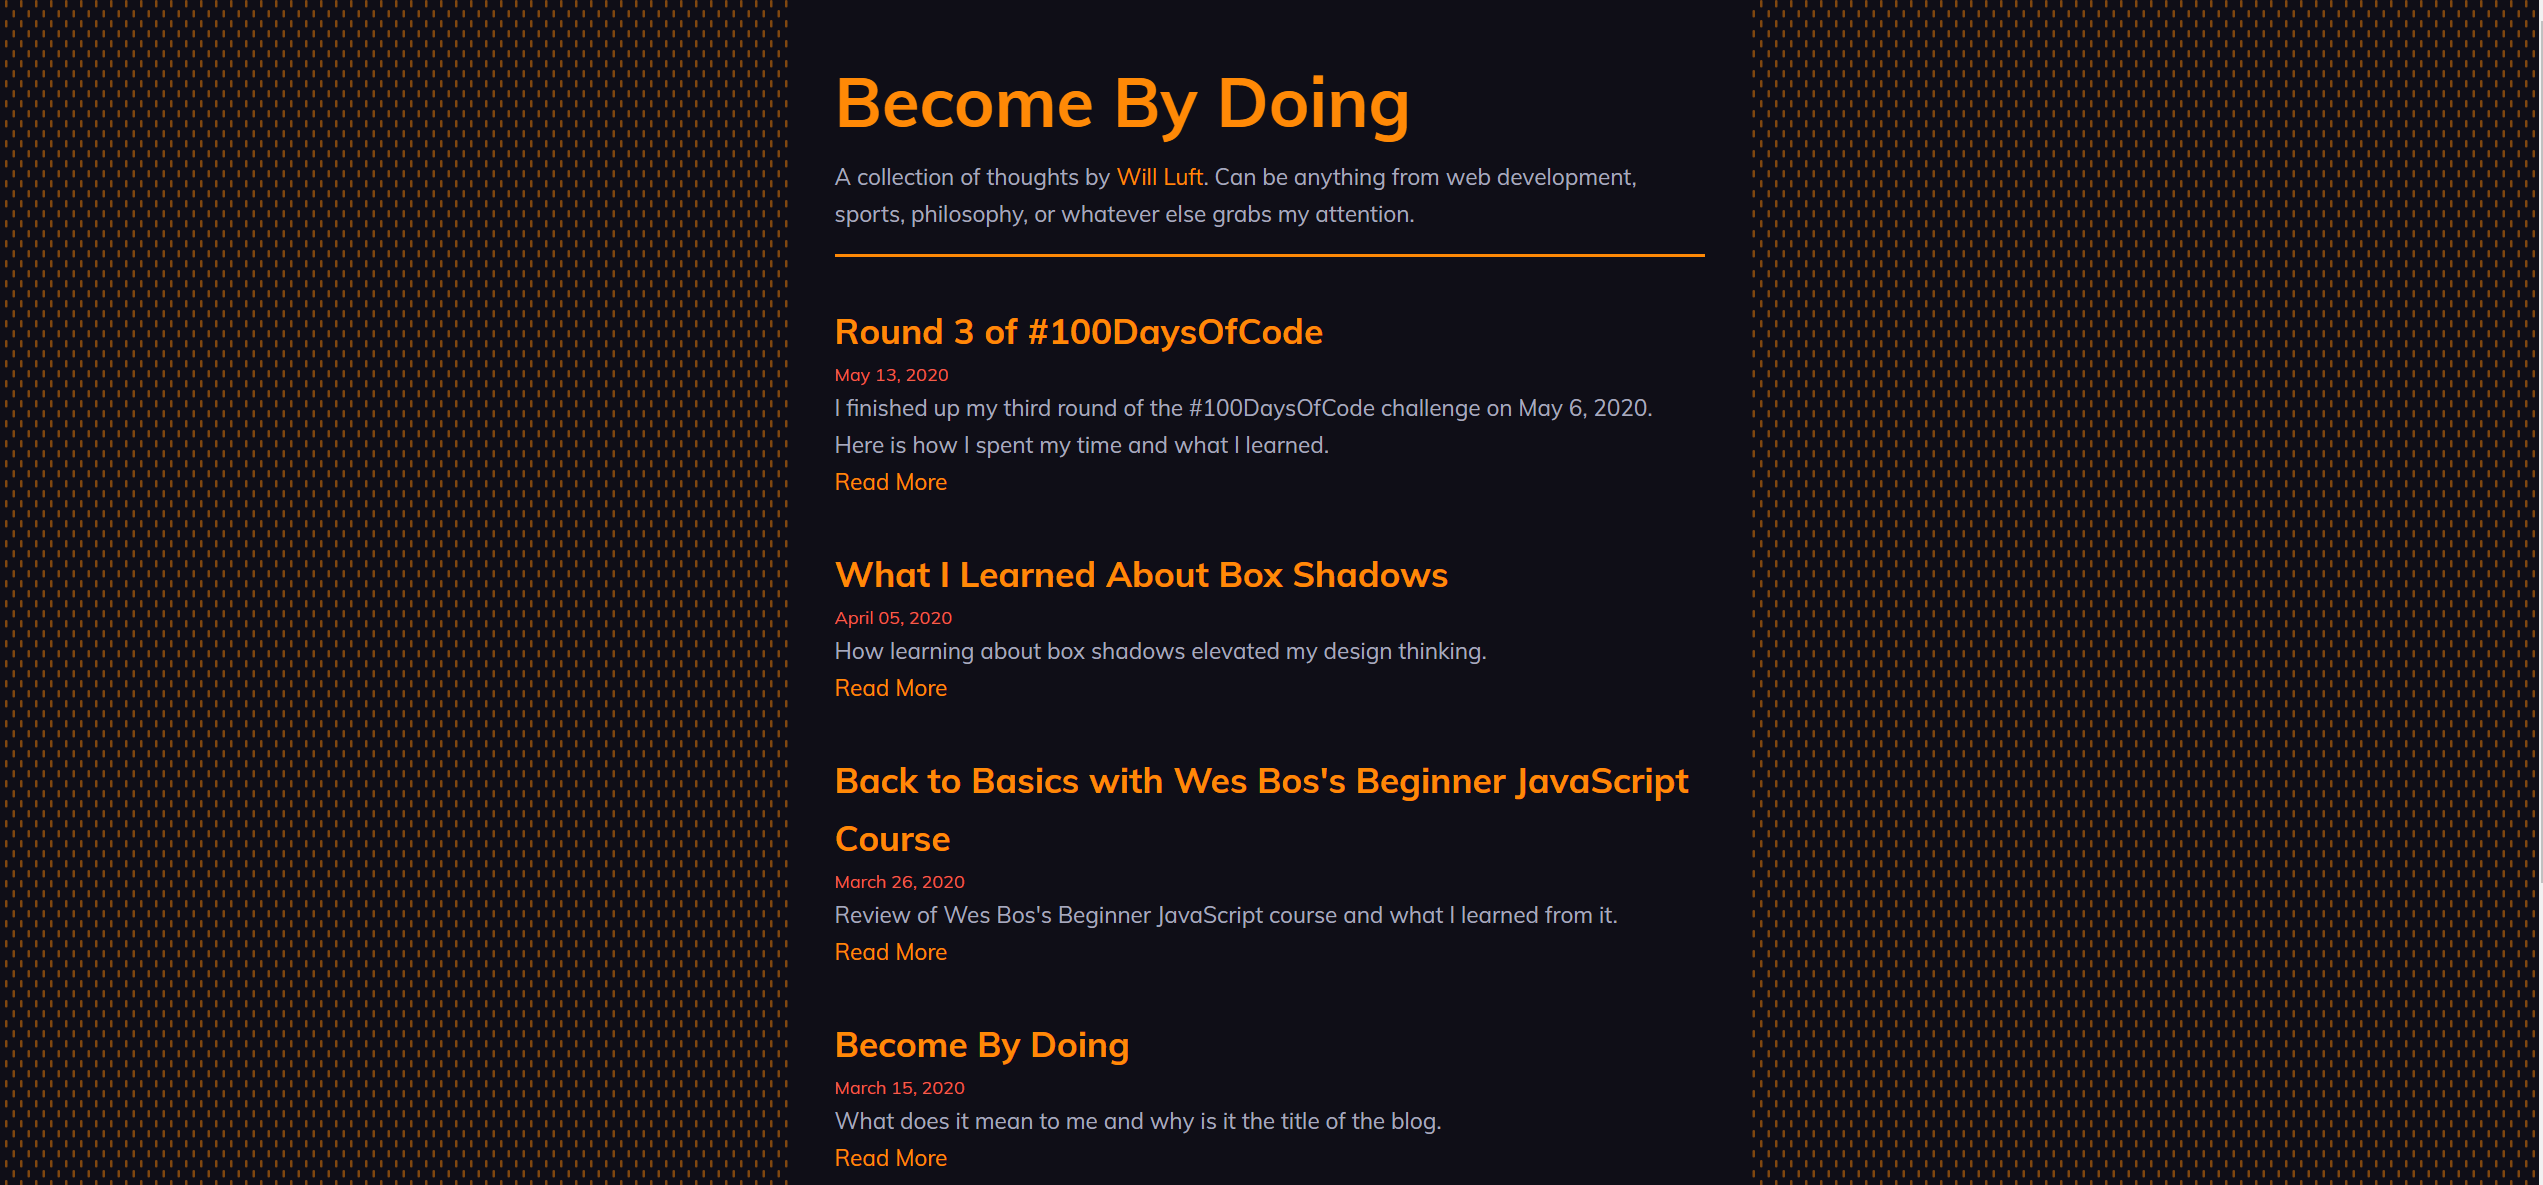 Become By Doing
A collection of thoughts by Will Luft. Can be anything from web development,
sports, philosophy, or whatever else grabs my attention.
Round 3 of #100DaysOfCode
May 13, 2020
I finished up my third round of the #100DaysOfCode challenge on May 6, 2020.
Here is how I spent my time and what I learned.
Read More
What I Learned About Box Shadows
April 05, 2020
How learning about box shadows elevated my design thinking.
Read More
Back to Basics with Wes Bos's Beginner JavaScript
Course
March 26, 2020
Review of Wes Bos's Beginner JavaScript course and what I learned from it.
Read More
Become By Doing
March 15, 2020
What does it mean to me and why is it the title of the blog.
Read More